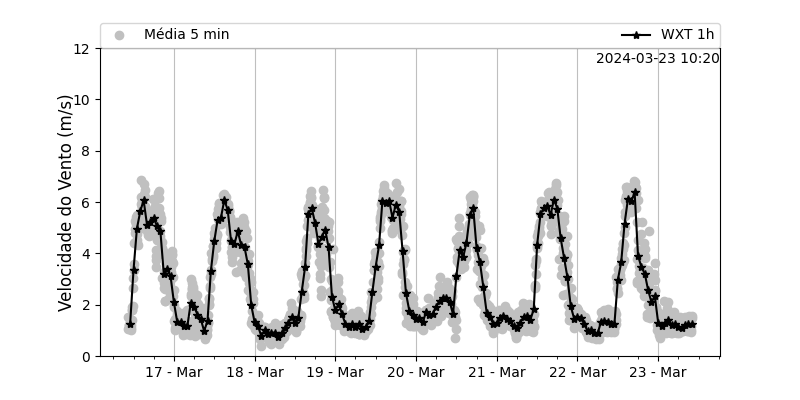 Média 5 min
WXT 1h
2024-03-23 10:20
Velocidade do Vento (m/s)
12
10
8
6
4
2
0
17 - Mar
18 - Mar
19 - Mar
20 - Mar
21 - Mar
22 - Mar
23 - Mar